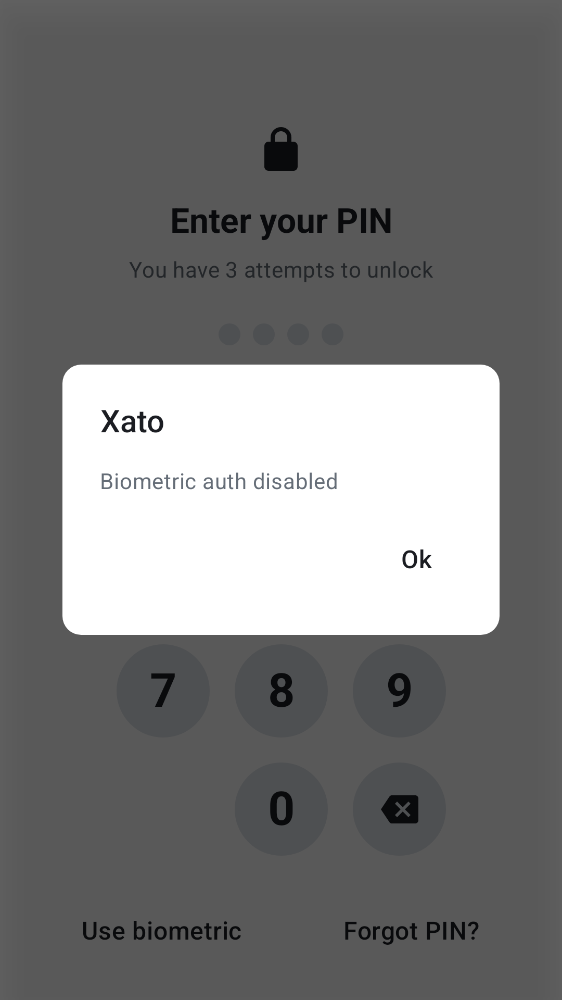 Enter your PIN
You have 3 attempts to unlock
Xato
Biometric auth disabled
Ok
7 8 9
0
Use biometric Forgot PIN?